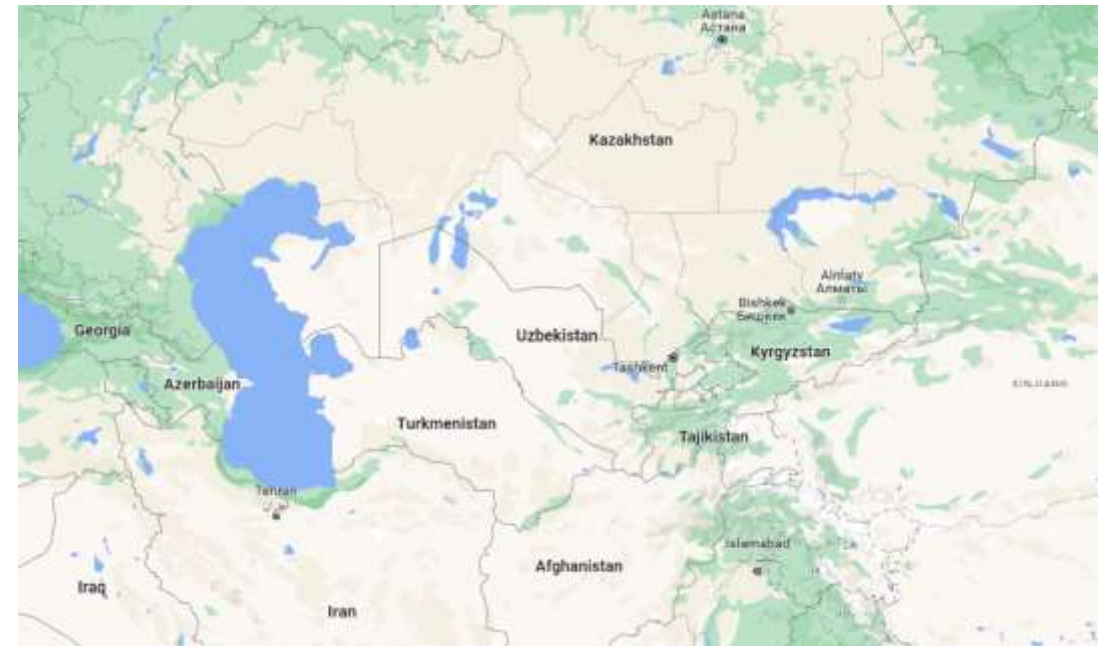 Astana
Астана
Kazakhstan
Almaty
Алматы
Bishkek
Бишкек
Georgia
Uzbekistan
Kyrgyzstan
Tashkent
Azerbaijan
XINJIANG
Turkmenistan
Tajikistan
Tehran
Islamabad
Afghanistan
Iraq
Iran